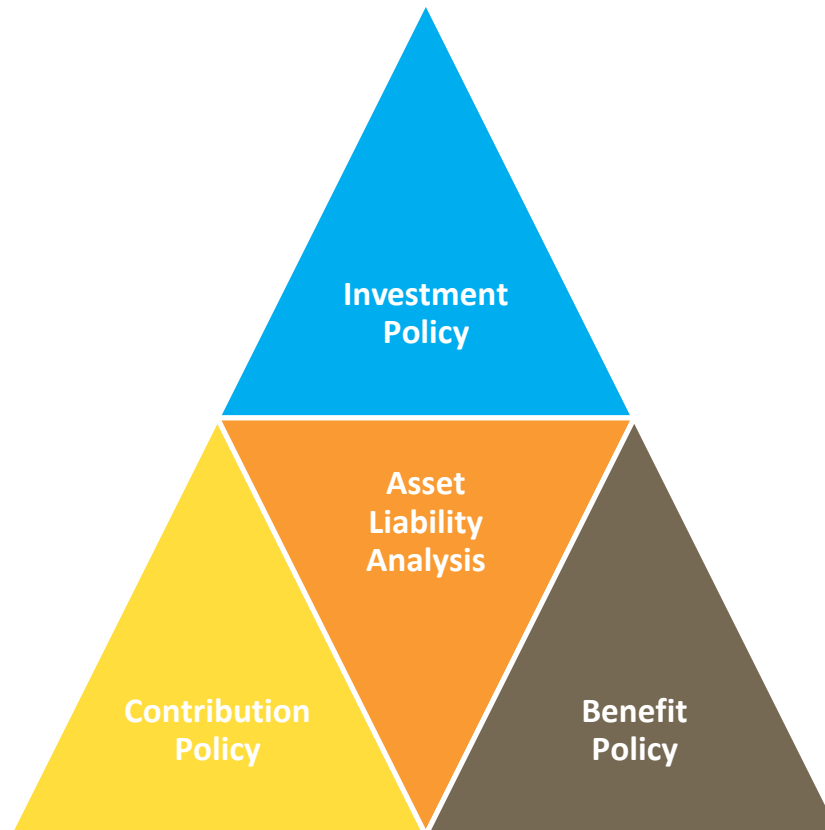 Investment
Policy
Asset
Liability
Analysis
Contribution
Policy
Benefit
Policy